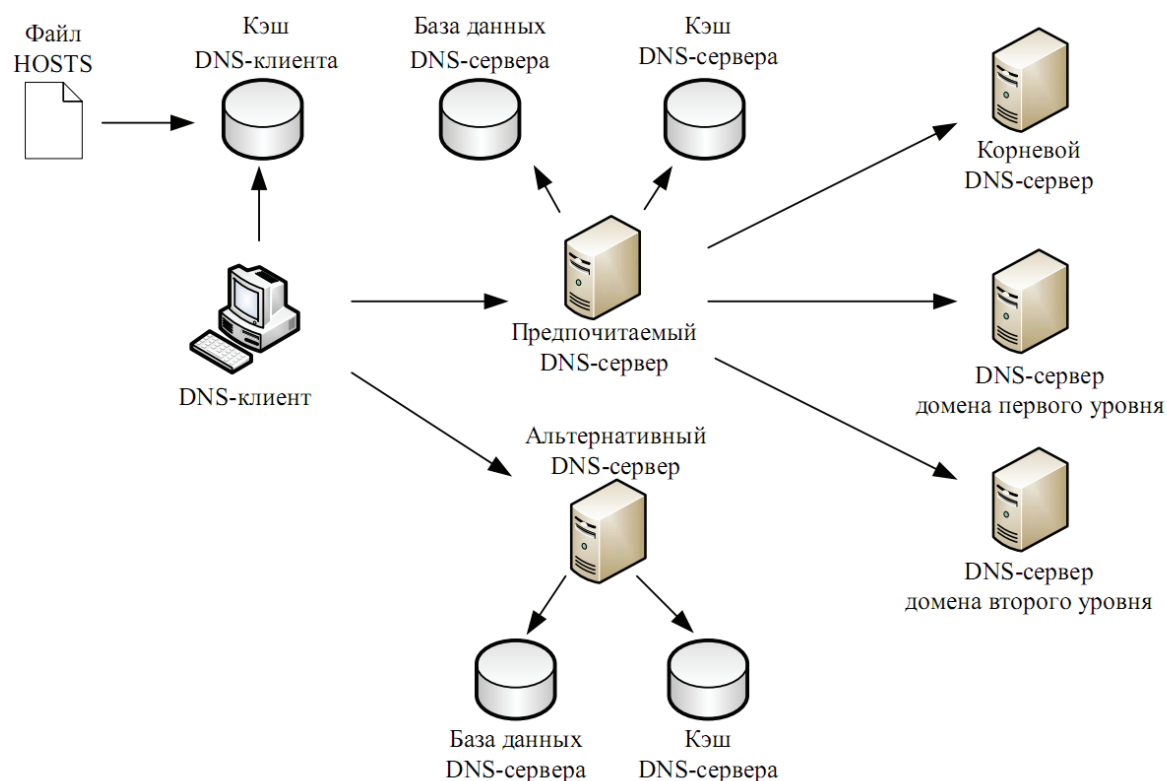 Файл
HOSTS
Кэш
DNS-клиента
База данных
DNS-сервера
Кэш
DNS-сервера
Корневой
DNS-сервер
DNS-клиент
Предпочитаемый
DNS-сервер
DNS-сервер
домена первого уровня
Альтернативный
DNS-сервер
DNS-сервер
домена второго уровня
База данных
DNS-сервера
Кэш
DNS-сервера